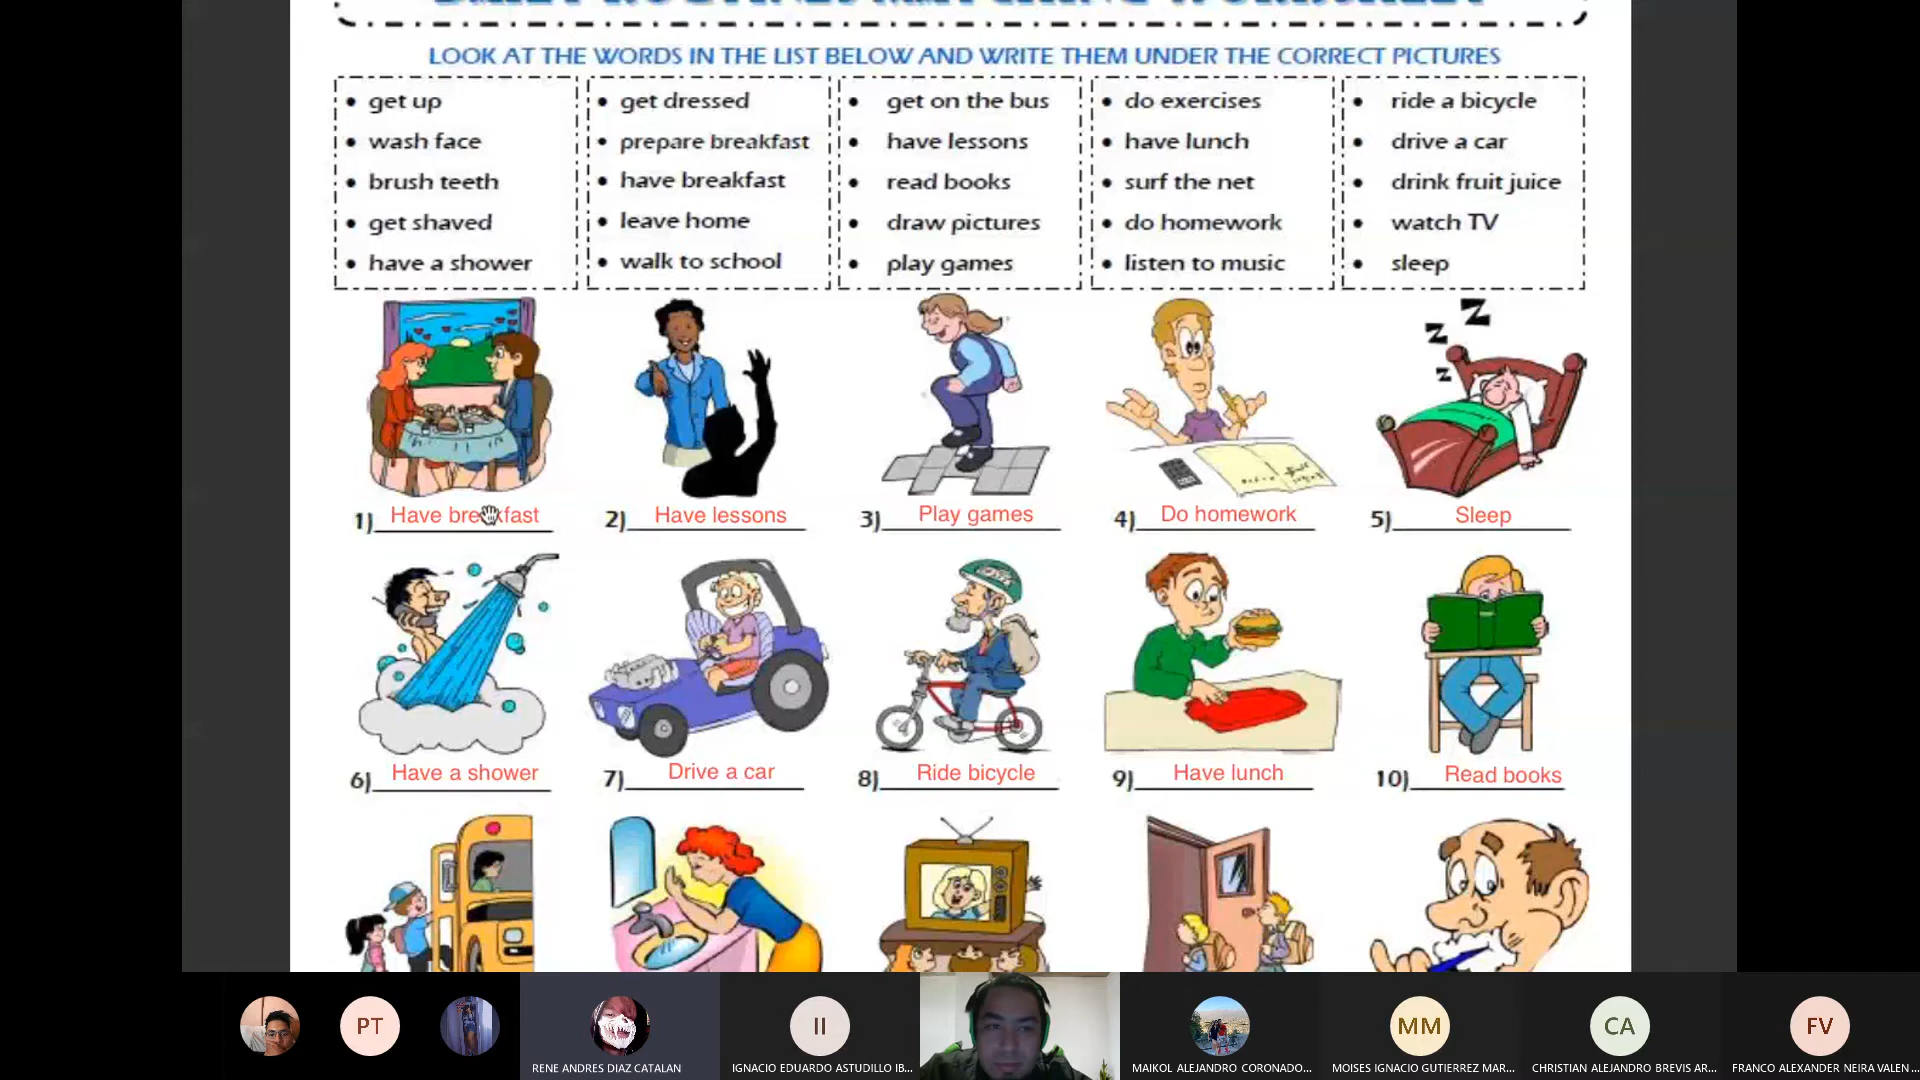 LOOK AT THE WORDS IN THE LIST BELOW AND WRITE THEM UNDER THE CORRECT PICTURES
• get up
• wash face
• brush teeth
• get shaved
• have a shower
• get dressed
• prepare breakfast
• have breakfast
• leave home
• walk to school
• get on the bus
• have lessons
• read books
• draw pictures
• play games
• do exercises
• have lunch
• surf the net
• do homework
• listen to music
• ride a bicycle
• drive a car
• drink fruit juice
• watch TV
• sleep
z z z
1) Have breakfast
2) Have lessons
3) Play games
4) Do homework
5) Sleep
6) Have a shower
7) Drive a car
8) Ride bicycle
9) Have lunch
10) Read books
PT
II
MM
CA
FV
RENE ANDRES DIAZ CATALAN
IGNACIO EDUARDO ASTUDILLO IB...
MAIKOL ALEJANDRO CORONADO...
MOISES IGNACIO GUTIERREZ MAR...
CHRISTIAN ALEJANDRO BREVIS AR...
FRANCO ALEXANDER NEIRA VALEN...